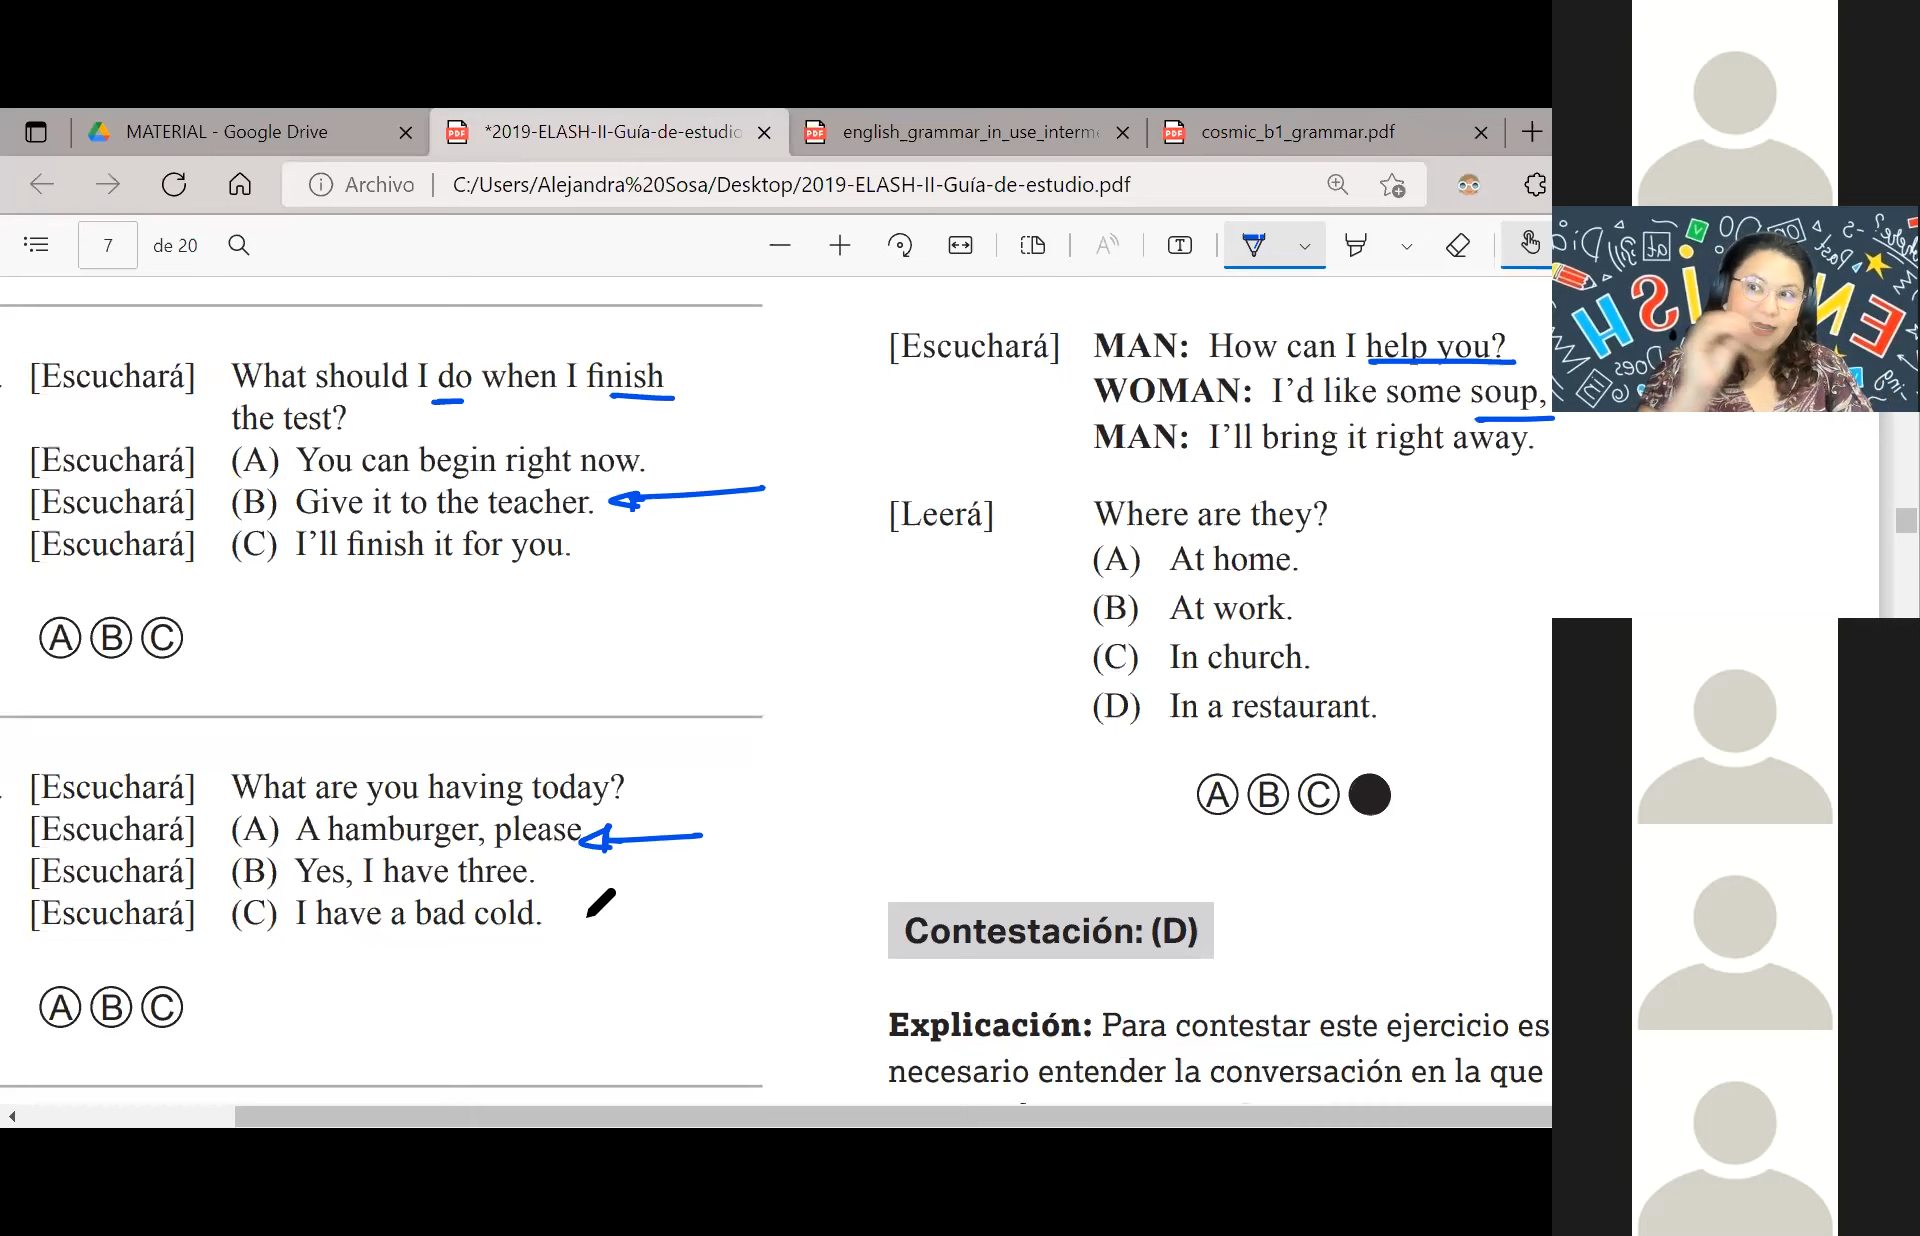 MATERIAL - Google Drive
*2019-ELASH-II-Guía-de-estudio
english_grammar_in_use_interme
cosmic_b1_grammar.pdf
Archivo
C:/Users/Alejandra%20Sosa/Desktop/2019-ELASH-II-Guía-de-estudio.pdf
7 de 20
[Escuchará] What should I do when I finish
the test?
[Escuchará] (A) You can begin right now.
[Escuchará] (B) Give it to the teacher.
[Escuchará] (C) I'll finish it for you.
A B C
[Escuchará] What are you having today?
[Escuchará] (A) A hamburger, please
[Escuchará] (B) Yes, I have three.
[Escuchará] (C) I have a bad cold.
A B C
[Escuchará] MAN: How can I help you?
WOMAN: I'd like some soup,
MAN: I'll bring it right away.
[Leerá] Where are they?
(A) At home.
(B) At work.
(C) In church.
(D) In a restaurant.
A B C
Contestación: (D)
Explicación: Para contestar este ejercicio es
necesario entender la conversación en la que